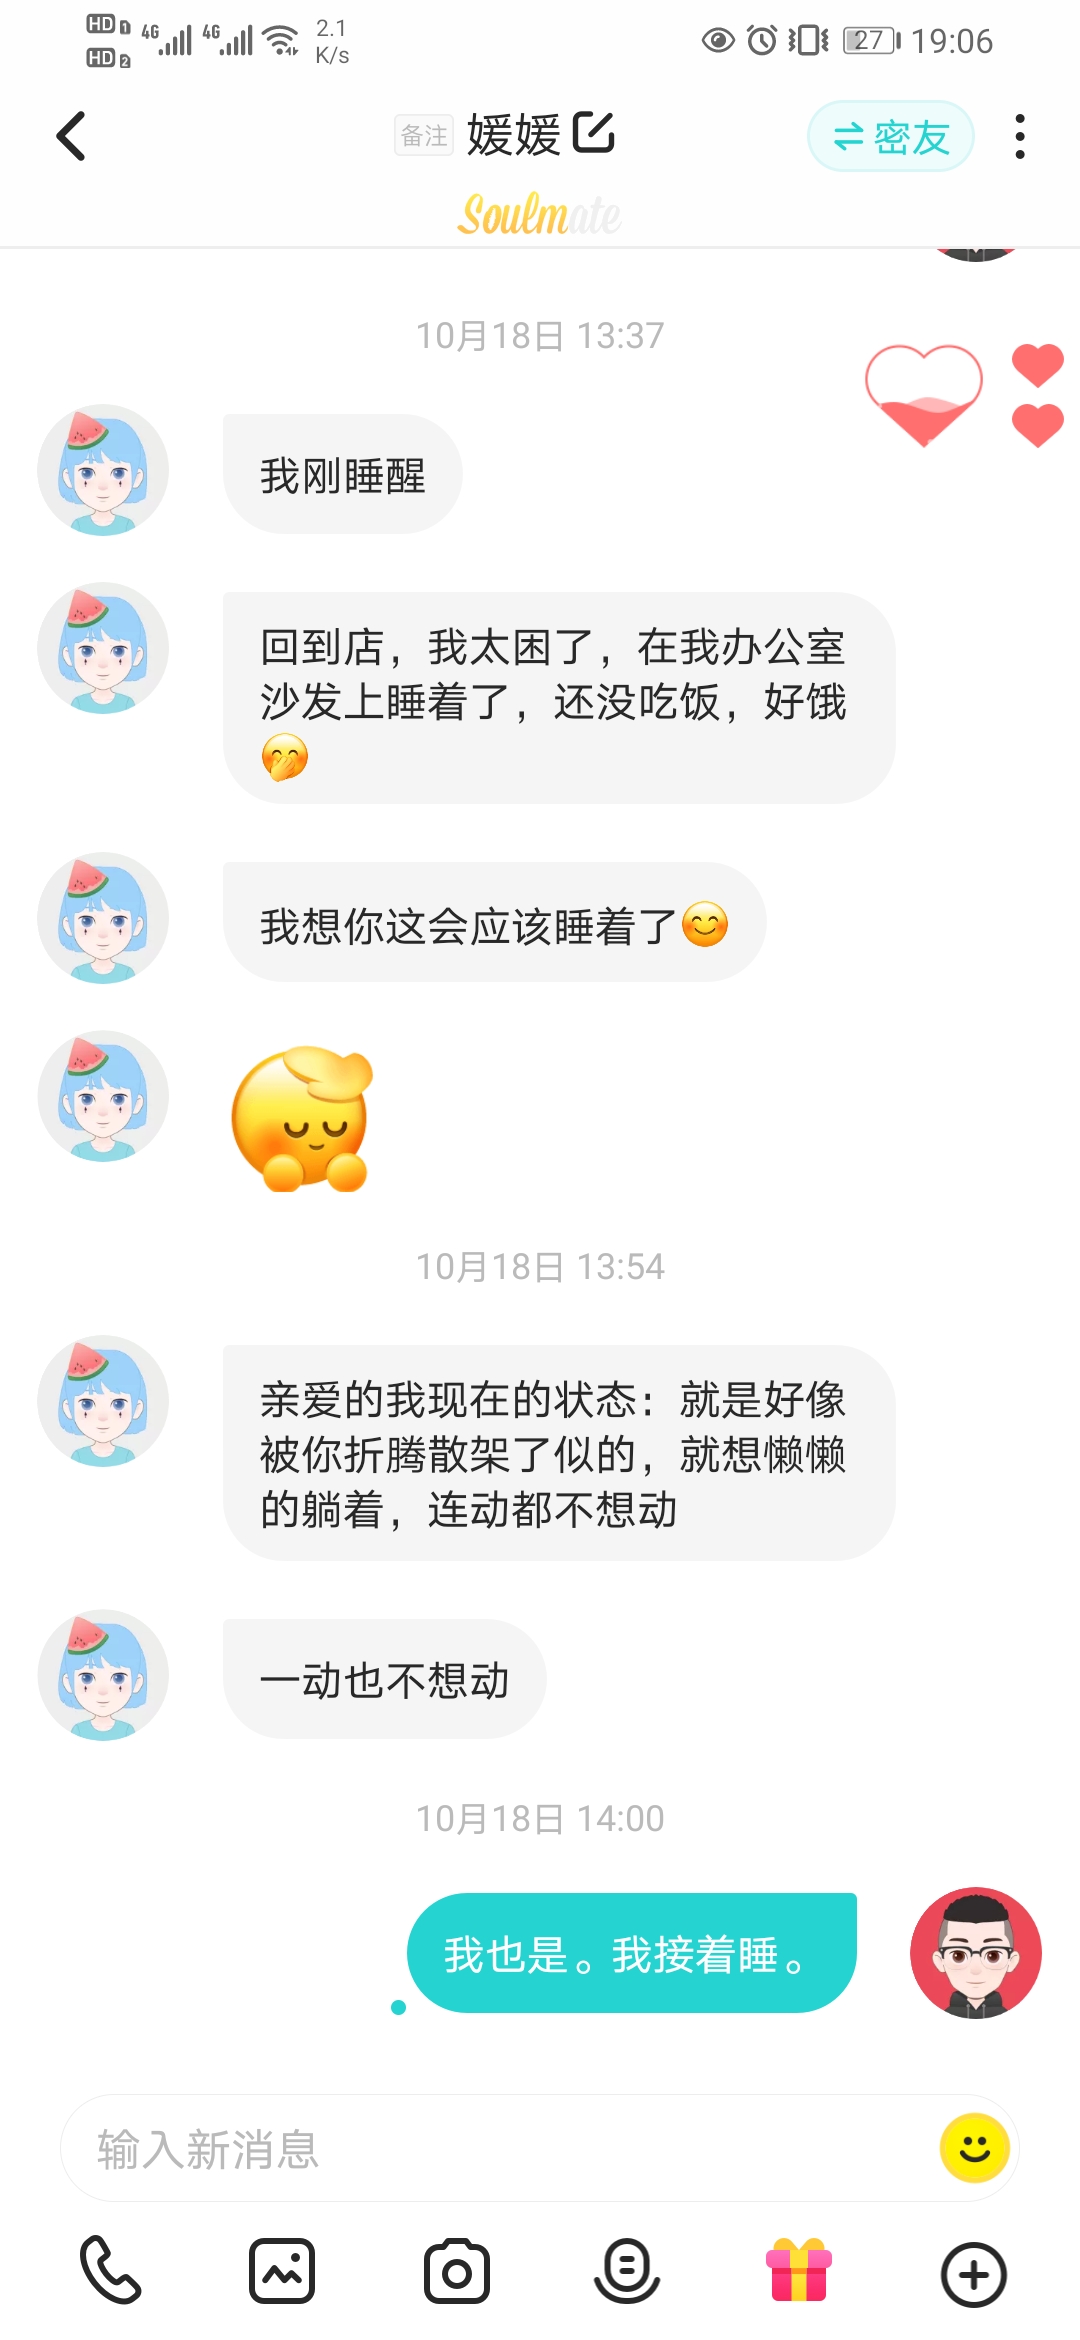 HD 1 4G 4G 2.1
HD 2 K/s
27 19:06
备注 媛媛
密友
Soulmate
10月18日 13:37
我刚睡醒
回到店，我太困了，在我办公室
沙发上睡着了，还没吃饭，好饿
🤭
我想你这会应该睡着了😊
10月18日 13:54
亲爱的我现在的状态：就是好像
被你折腾散架了似的，就想懒懒
的躺着，连动都不想动
一动也不想动
10月18日 14:00
我也是。我接着睡。
输入新消息